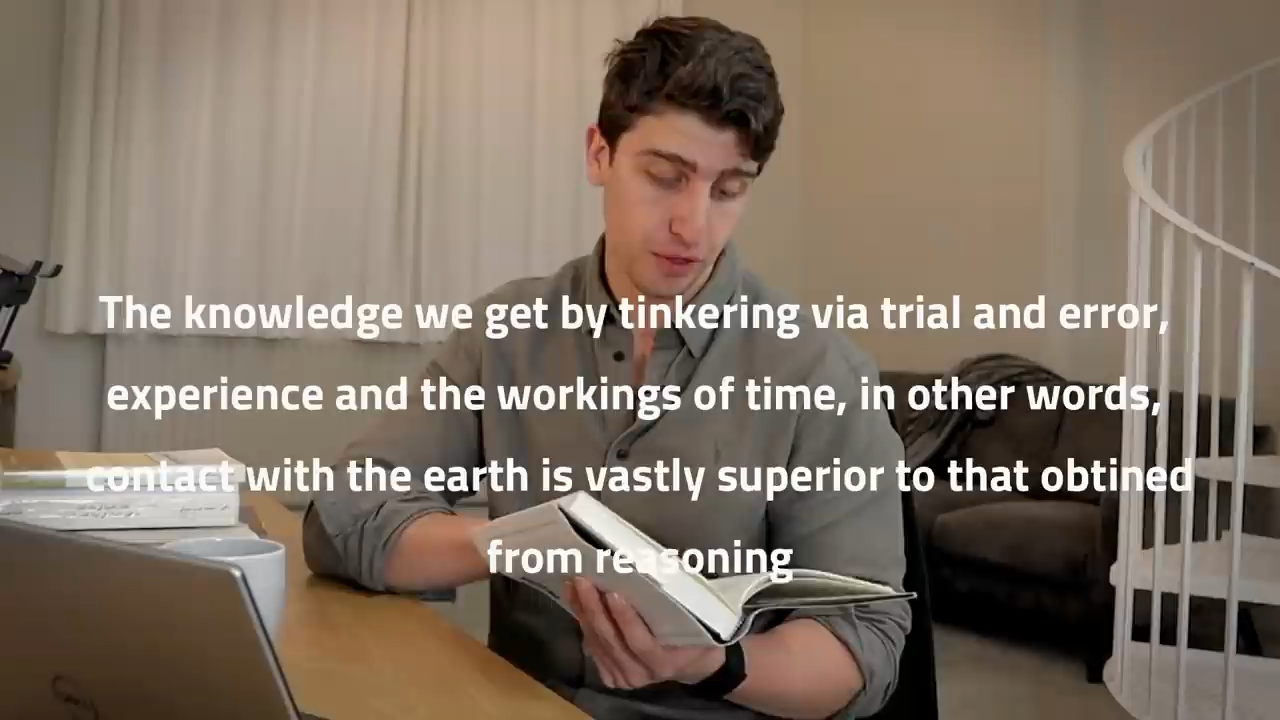 The knowledge we get by tinkering via trial and error,
experience and the workings of time, in other words,
contact with the earth is vastly superior to that obtined
from reasoning